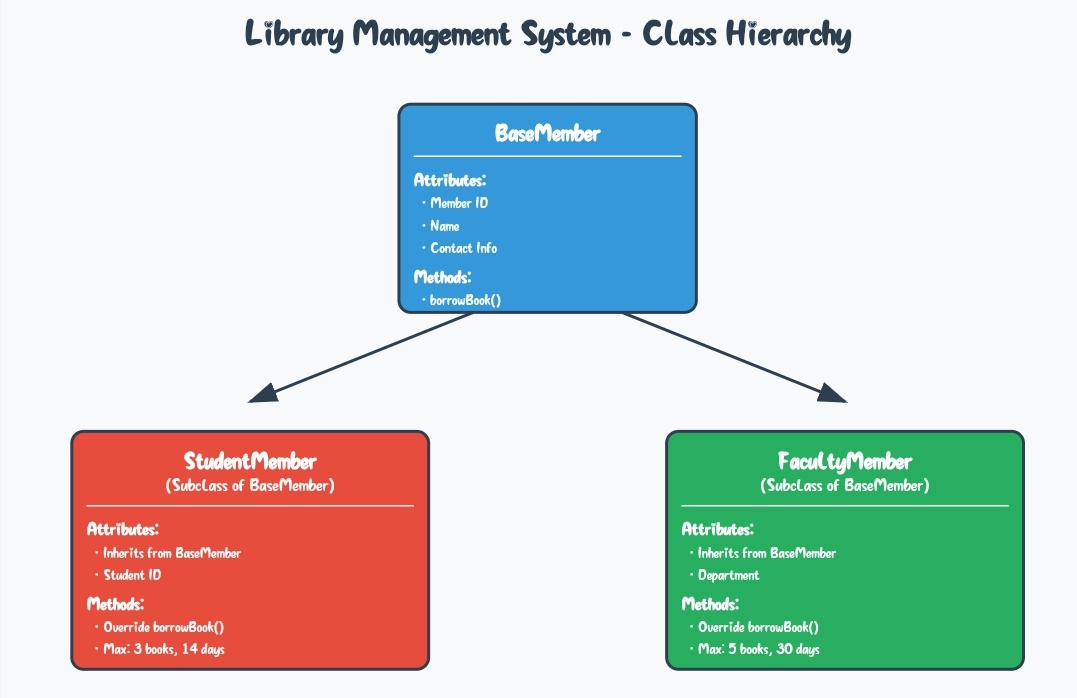 Library Management System - Class Hierarchy
BaseMember
Attributes:
· Member ID
· Name
· Contact Info
Methods:
· borrowBook()
StudentMember
(Subclass of BaseMember)
Attributes:
· Inherits from BaseMember
· Student ID
Methods:
· Override borrowBook()
· Max: 3 books, 14 days
FacultyMember
(Subclass of BaseMember)
Attributes:
· Inherits from BaseMember
· Department
Methods:
· Override borrowBook()
· Max: 5 books, 30 days